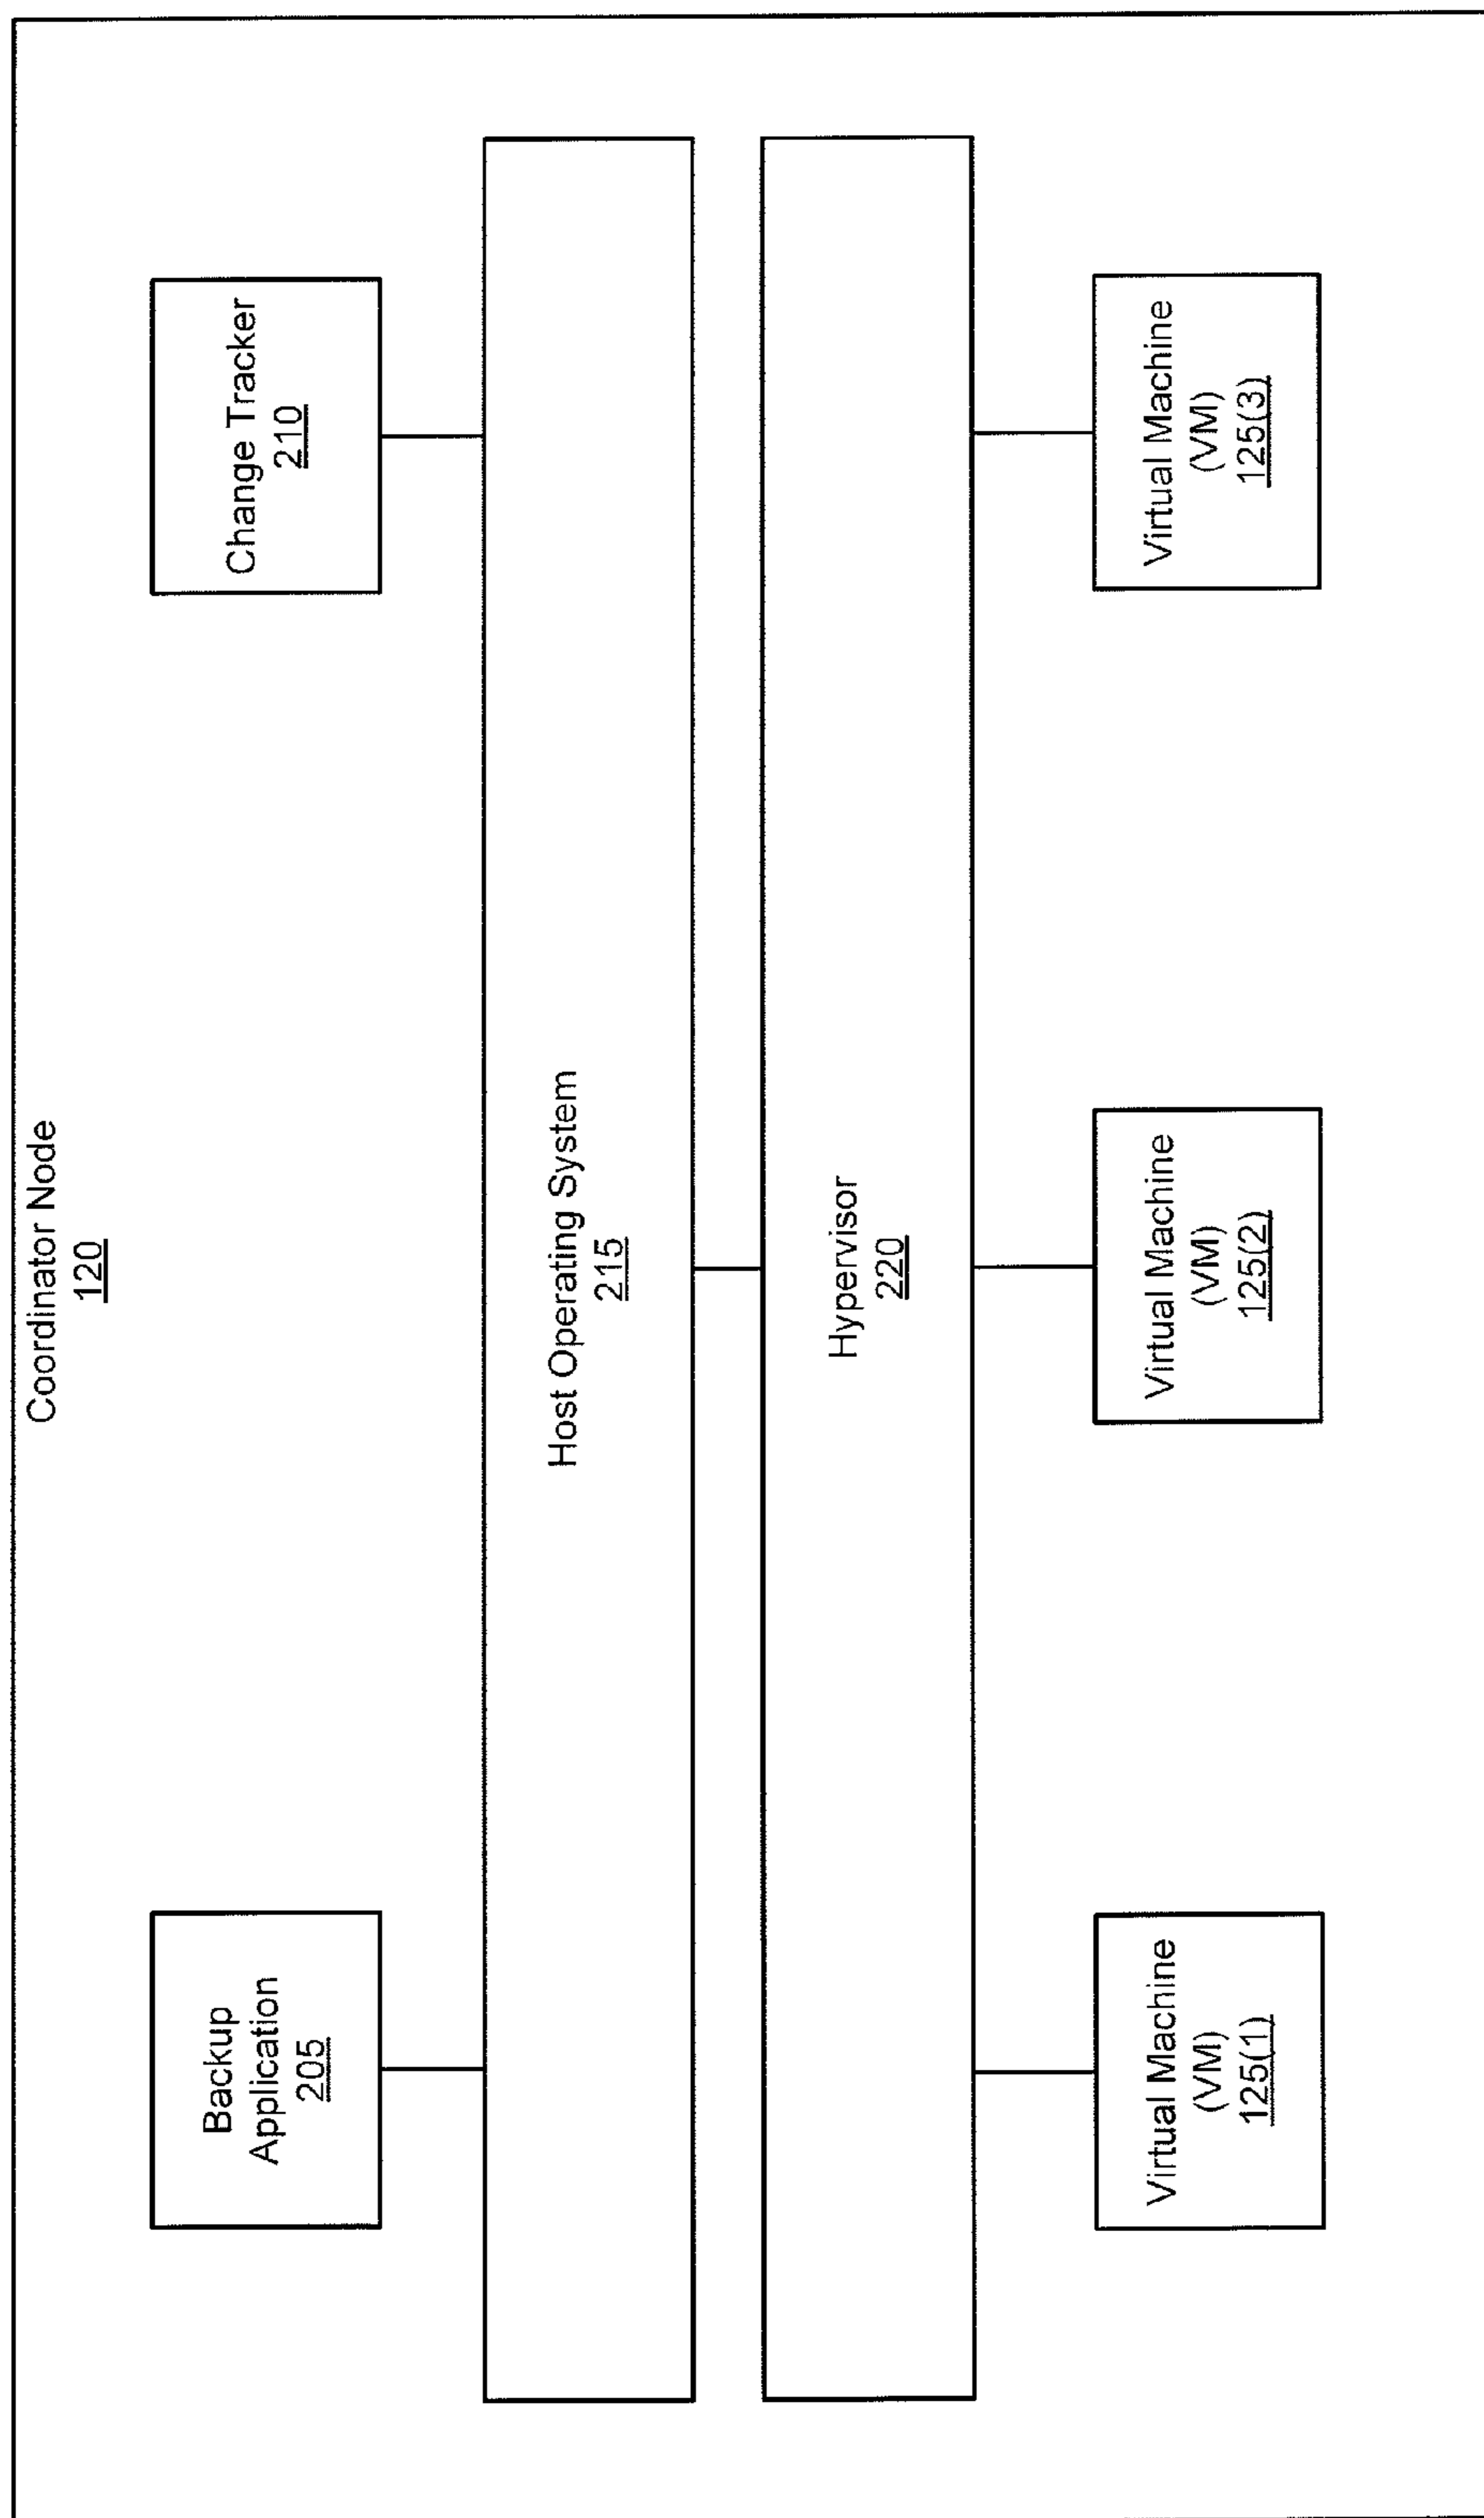 Coordinator Node
120
Backup
Application
205
Change Tracker
210
Host Operating System
215
Hypervisor
220
Virtual Machine
(VM)
125(1)
Virtual Machine
(VM)
125(2)
Virtual Machine
(VM)
125(3)